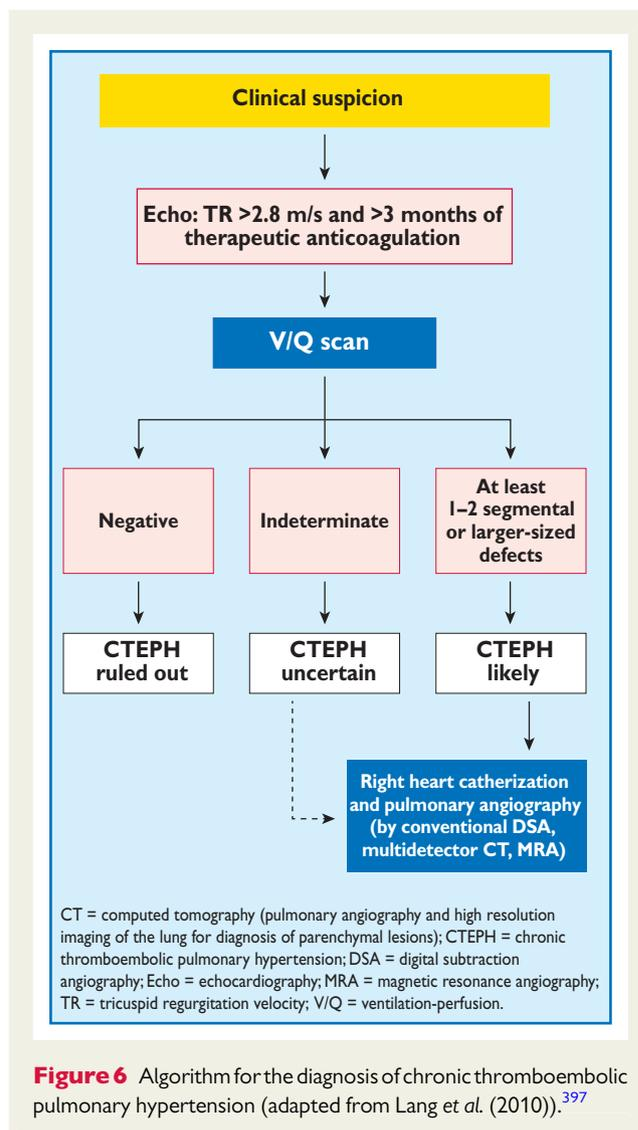 Clinical suspicion
Echo: TR >2.8 m/s and >3 months of
therapeutic anticoagulation
V/Q scan
Negative
Indeterminate
At least
1–2 segmental
or larger-sized
defects
CTEPH
ruled out
CTEPH
uncertain
CTEPH
likely
Right heart catherization
and pulmonary angiography
(by conventional DSA,
multidetector CT, MRA)
CT = computed tomography (pulmonary angiography and high resolution
imaging of the lung for diagnosis of parenchymal lesions); CTEPH = chronic
thromboembolic pulmonary hypertension; DSA = digital subtraction
angiography; Echo = echocardiography; MRA = magnetic resonance angiography;
TR = tricuspid regurgitation velocity; V/Q = ventilation-perfusion.
Figure 6 Algorithm for the diagnosis of chronic thromboembolic
pulmonary hypertension (adapted from Lang et al. (2010)).397